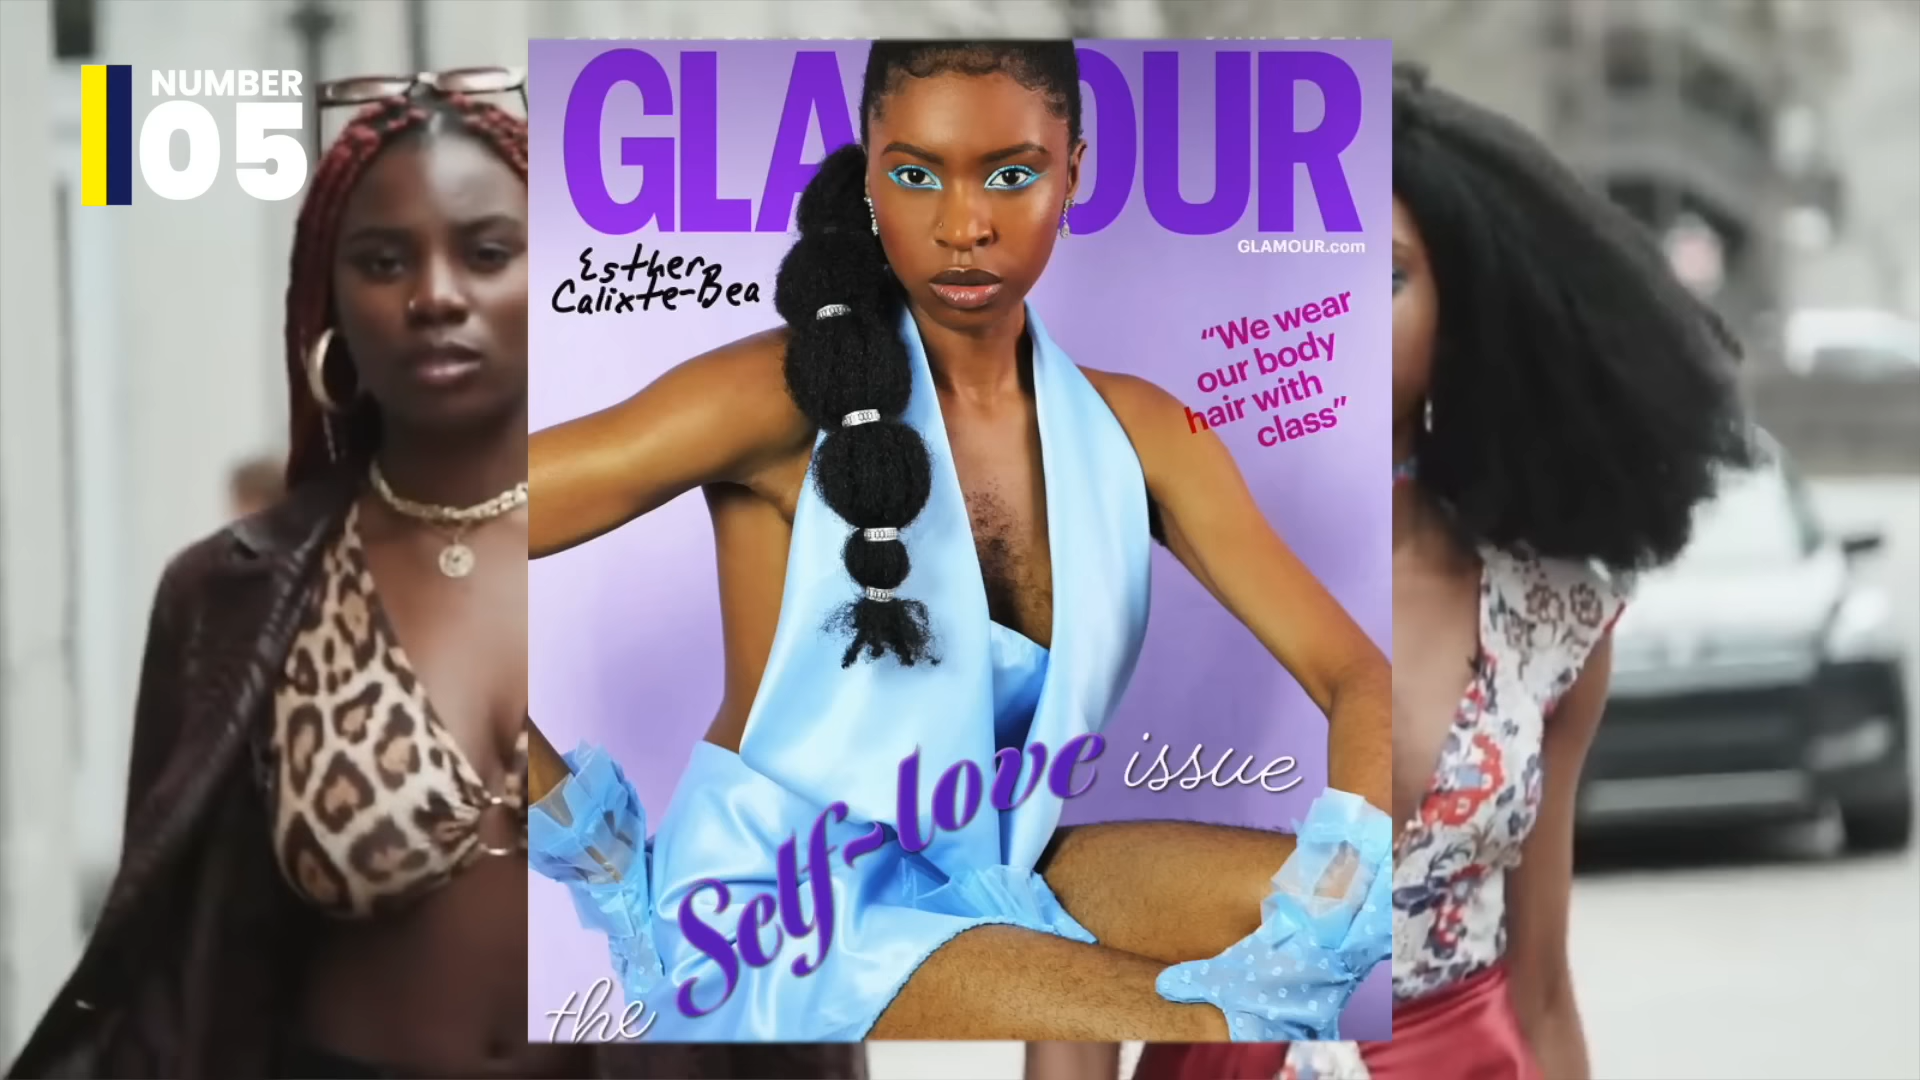 NUMBER
05
GLAMOUR
GLAMOUR.com
Esther
Calixte-Bea
“We wear
our body
hair with
class”
the Self-love issue